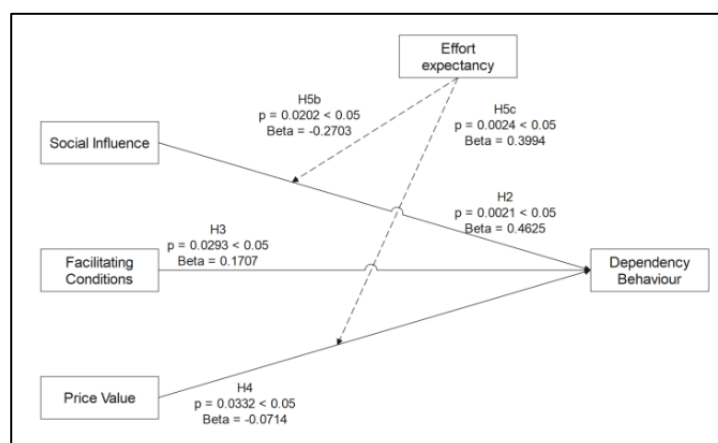 Effort
expectancy
H5b
p = 0.0202 < 0.05
Beta = -0.2703
H5c
p = 0.0024 < 0.05
Beta = 0.3994
Social Influence
H2
p = 0.0021 < 0.05
Beta = 0.4625
H3
p = 0.0293 < 0.05
Beta = 0.1707
Facilitating
Conditions
Dependency
Behaviour
H4
p = 0.0332 < 0.05
Beta = -0.0714
Price Value